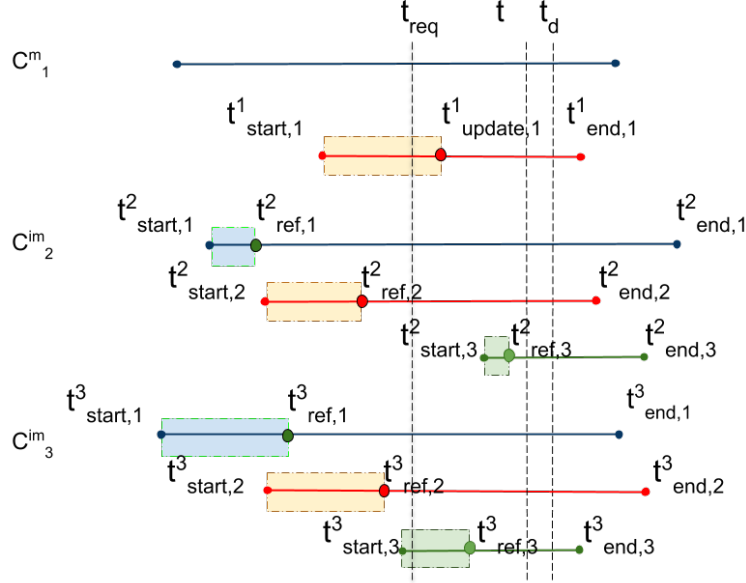 t_req t t_d
C^m_1
t^1_start,1 t^1_update,1 t^1_end,1
t^2_start,1 t^2_ref,1 t^2_end,1
C^im_2
t^2_start,2 t^2_ref,2 t^2_end,2
t^2_start,3 t^2_ref,3 t^2_end,3
t^3_start,1 t^3_ref,1 t^3_end,1
C^im_3
t^3_start,2 t^3_ref,2 t^3_end,2
t^3_start,3 t^3_ref,3 t^3_end,3